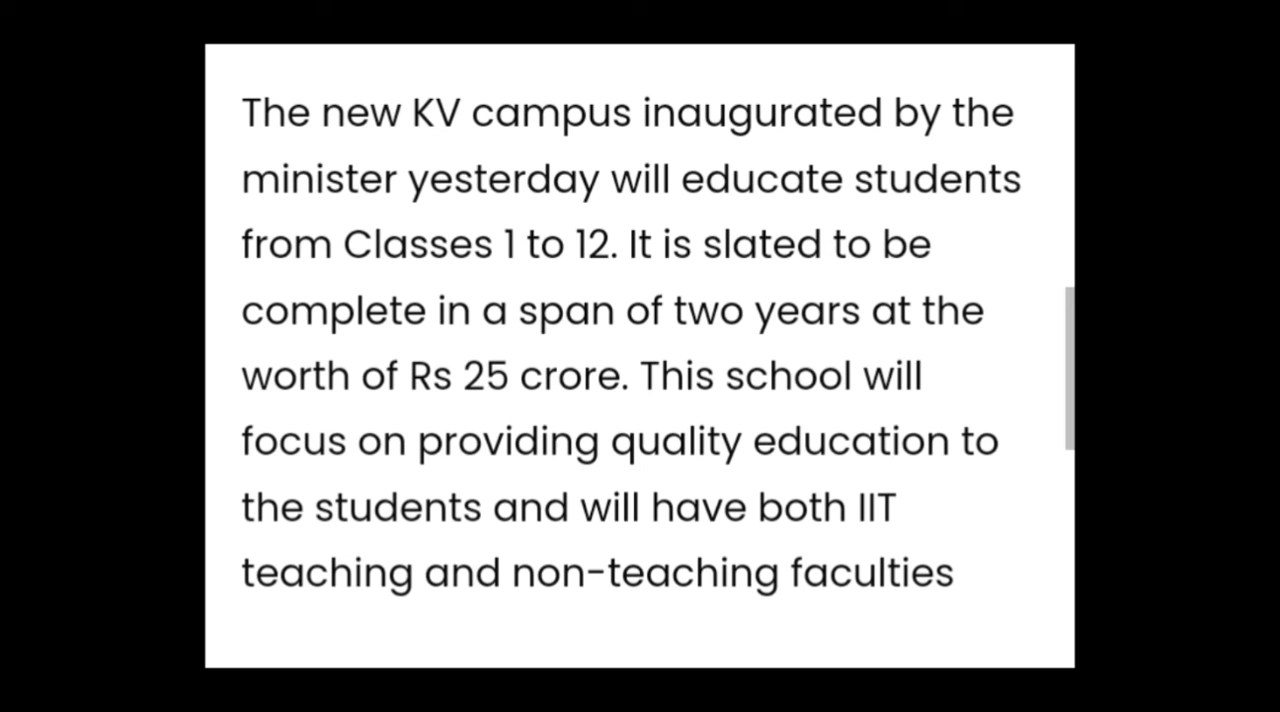 The new KV campus inaugurated by the
minister yesterday will educate students
from Classes 1 to 12. It is slated to be
complete in a span of two years at the
worth of Rs 25 crore. This school will
focus on providing quality education to
the students and will have both IIT
teaching and non-teaching faculties